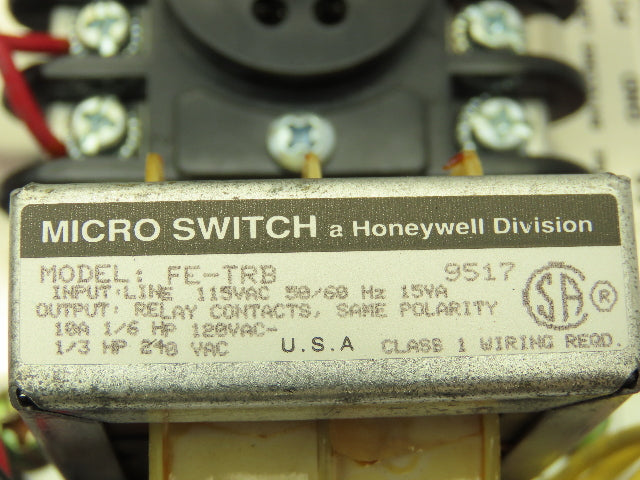 MICRO SWITCH a Honeywell Division
MODEL: FE-TRB 9517
INPUT: LINE 115VAC 50/60 Hz 15VA
OUTPUT: RELAY CONTACTS, SAME POLARITY
10A 1/6 HP 120VAC-
1/3 HP 240 VAC U.S.A CLASS 1 WIRING REQD.
SA ®